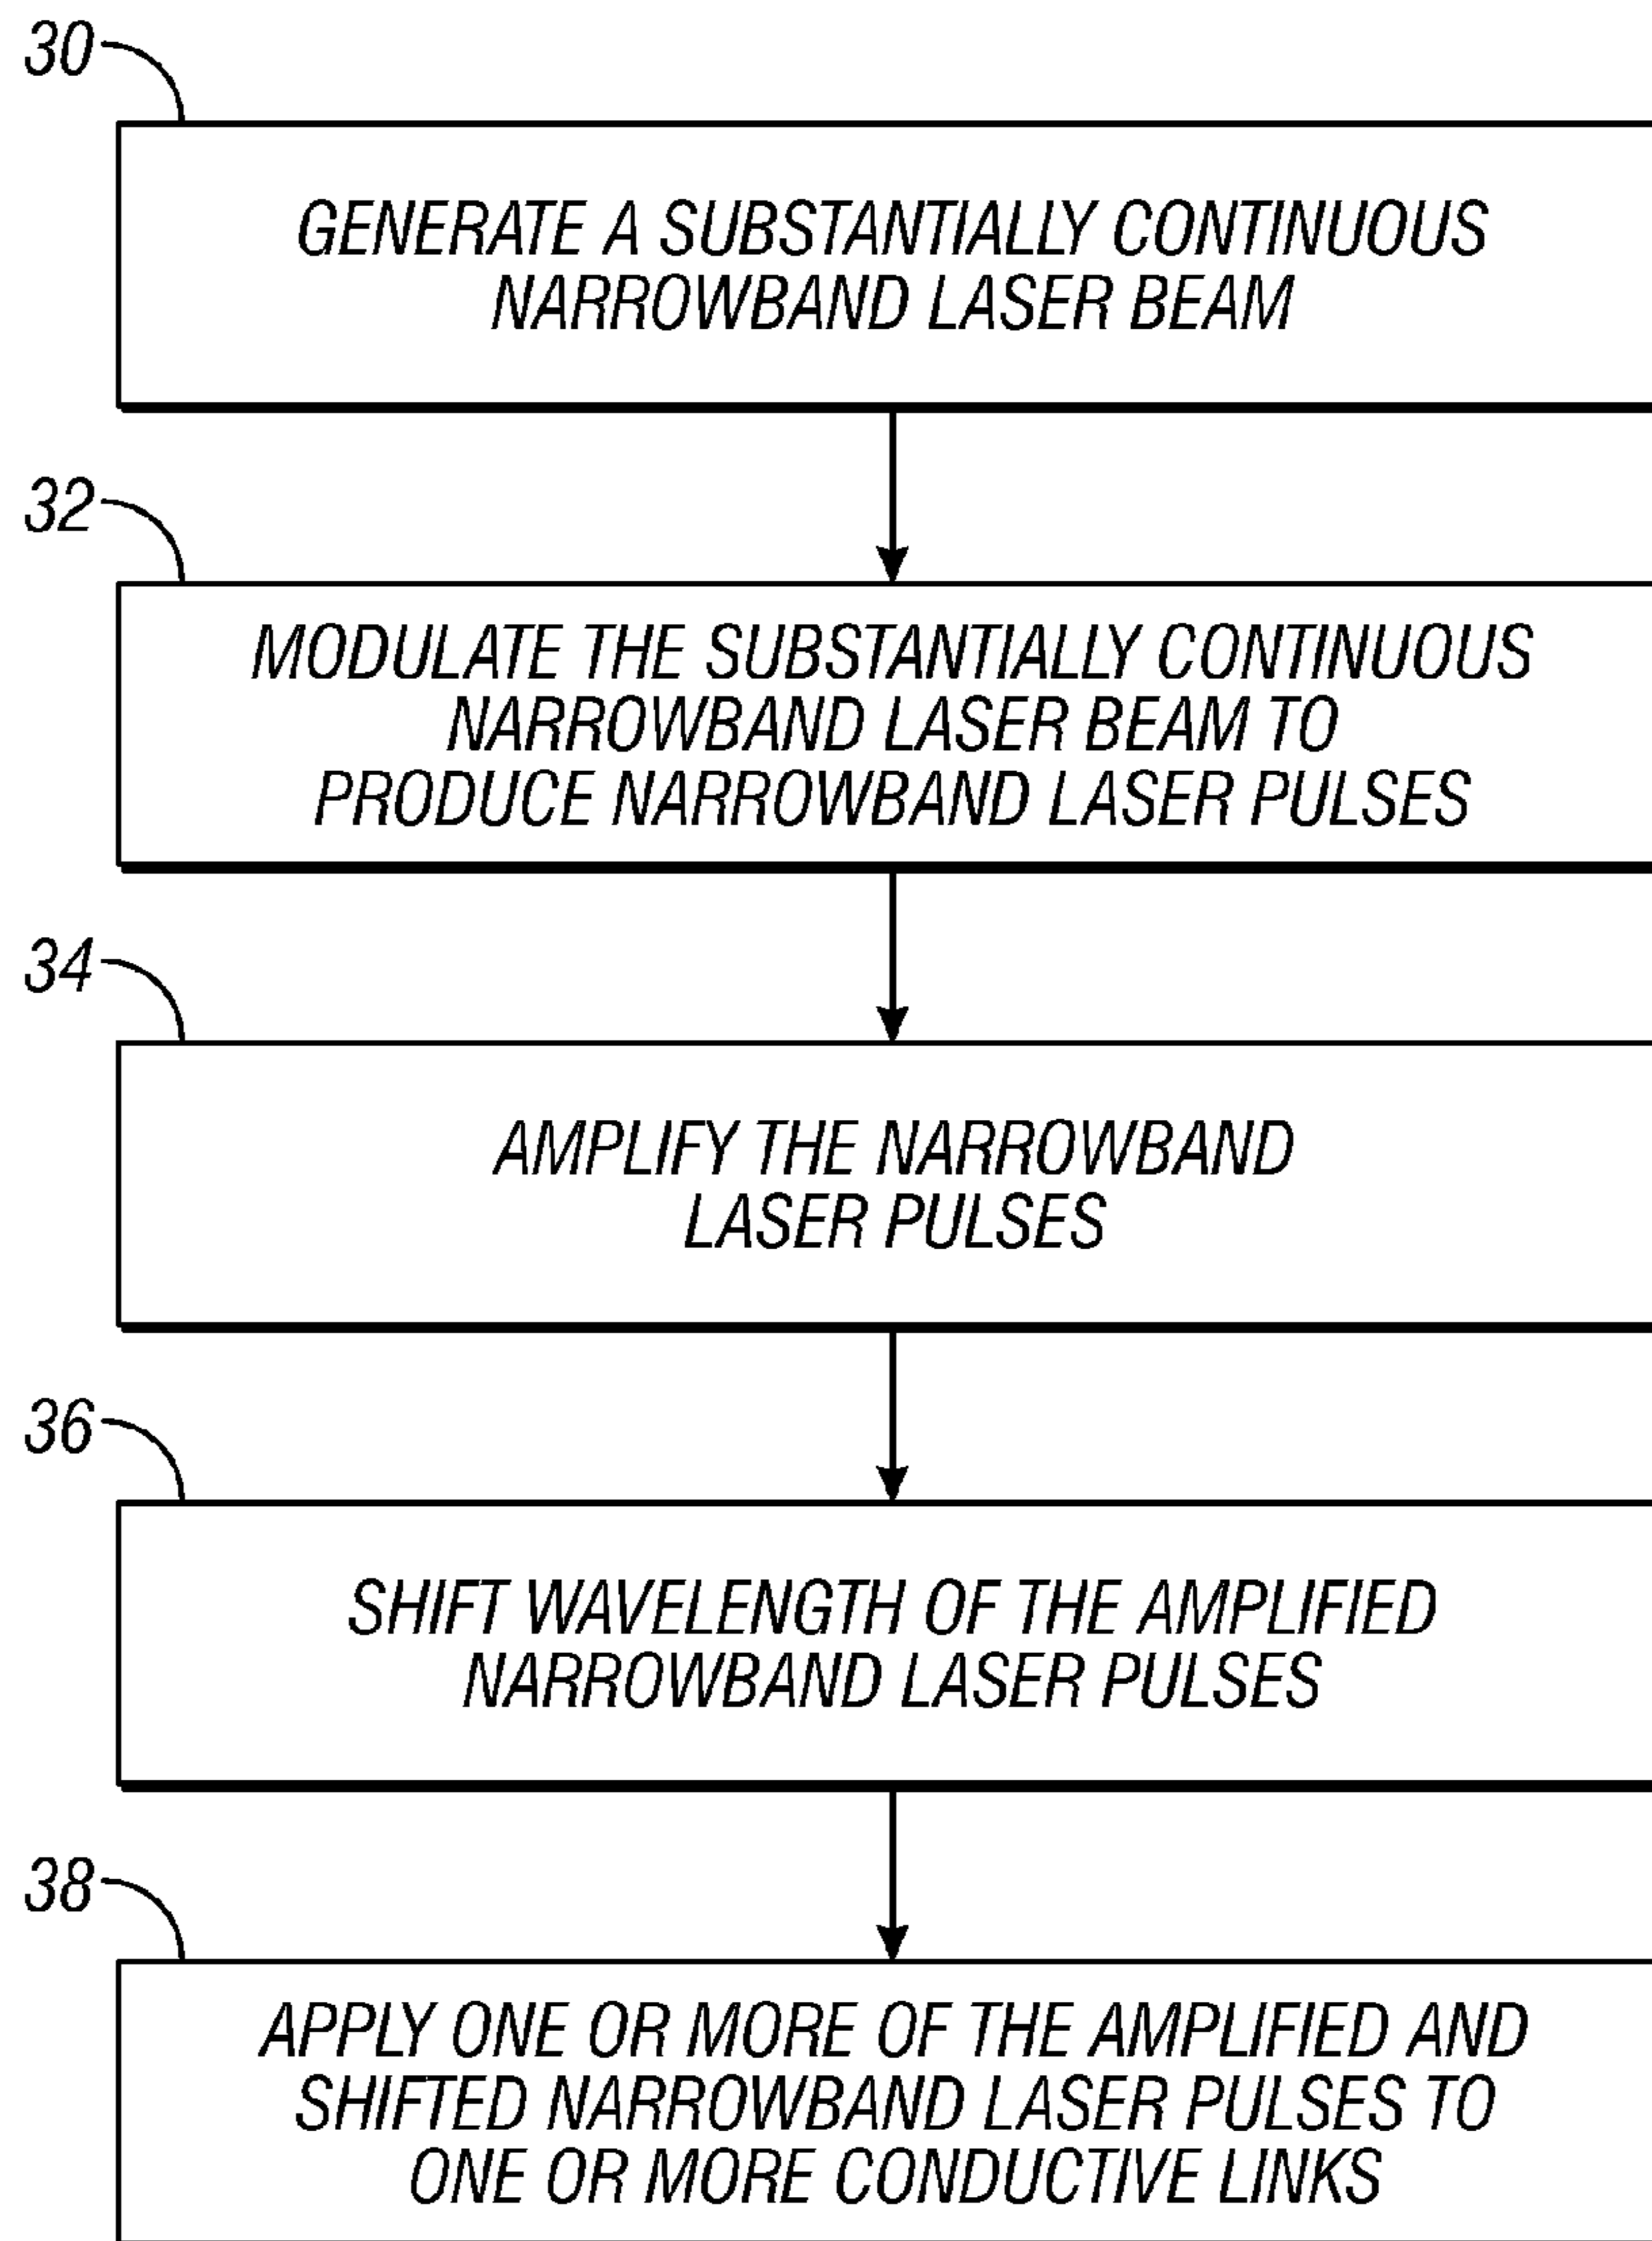 30
GENERATE A SUBSTANTIALLY CONTINUOUS
NARROWBAND LASER BEAM
32
MODULATE THE SUBSTANTIALLY CONTINUOUS
NARROWBAND LASER BEAM TO
PRODUCE NARROWBAND LASER PULSES
34
AMPLIFY THE NARROWBAND
LASER PULSES
36
SHIFT WAVELENGTH OF THE AMPLIFIED
NARROWBAND LASER PULSES
38
APPLY ONE OR MORE OF THE AMPLIFIED AND
SHIFTED NARROWBAND LASER PULSES TO
ONE OR MORE CONDUCTIVE LINKS